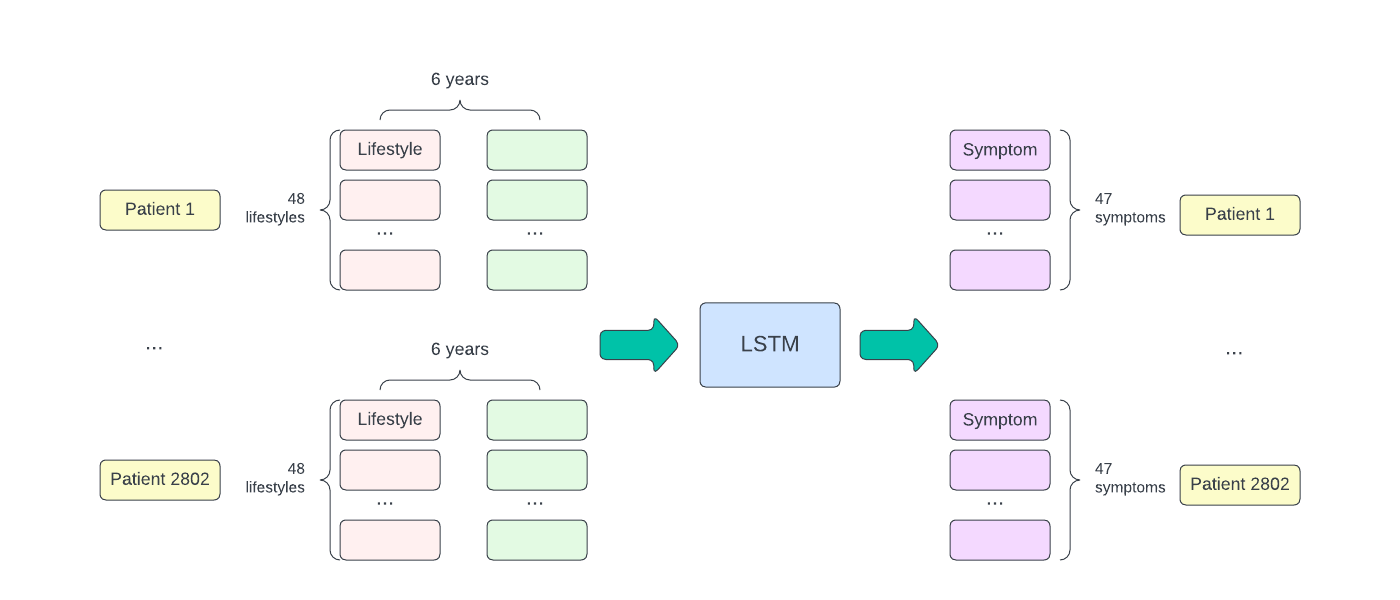 6 years
Lifestyle
Symptom
Patient 1
48
lifestyles
47
symptoms
Patient 1
...
...
...
LSTM
...
6 years
...
Lifestyle
Symptom
Patient 2802
48
lifestyles
47
symptoms
Patient 2802
...
...
...